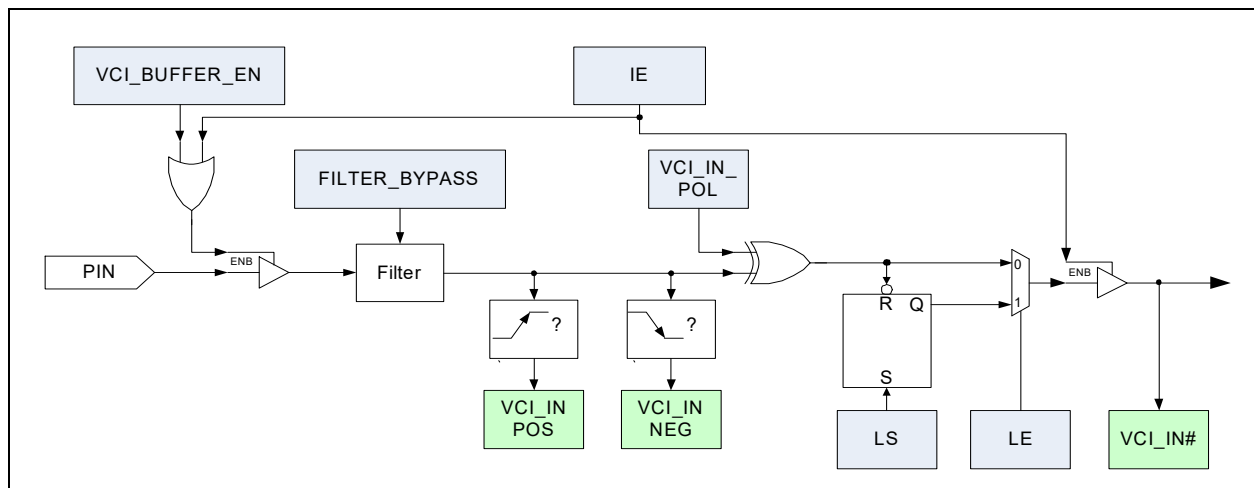 VCI_BUFFER_EN
IE
FILTER_BYPASS
VCI_IN_
POL
PIN
ENB
Filter
0
1
ENB
R
Q
S
?
?
VCI_IN
POS
VCI_IN
NEG
LS
LE
VCI_IN#